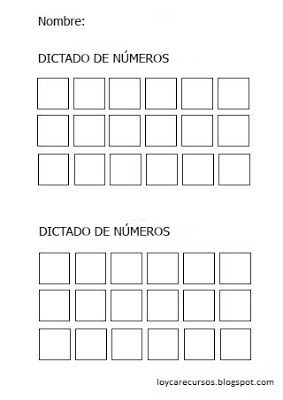 Nombre:
DICTADO DE NÚMEROS
DICTADO DE NÚMEROS
loycarecursos.blogspot.com